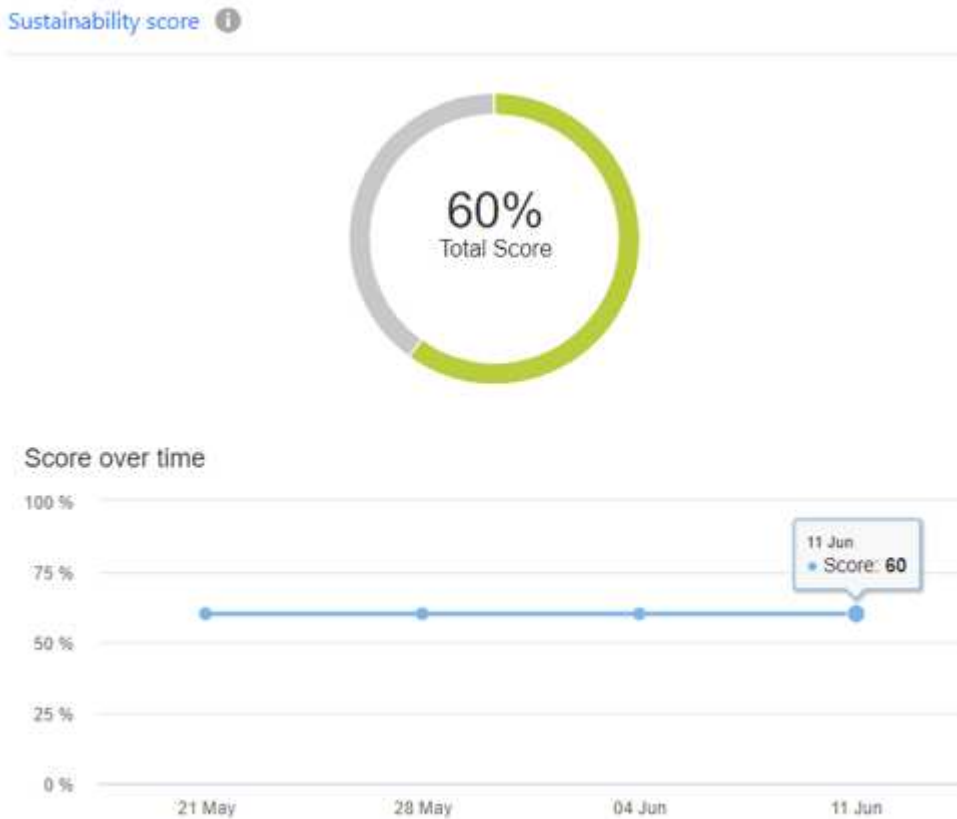 Sustainability score i
60%
Total Score
Score over time
100 %
11 Jun
Score: 60
75 %
50 %
25 %
0 %
21 May 28 May 04 Jun 11 Jun